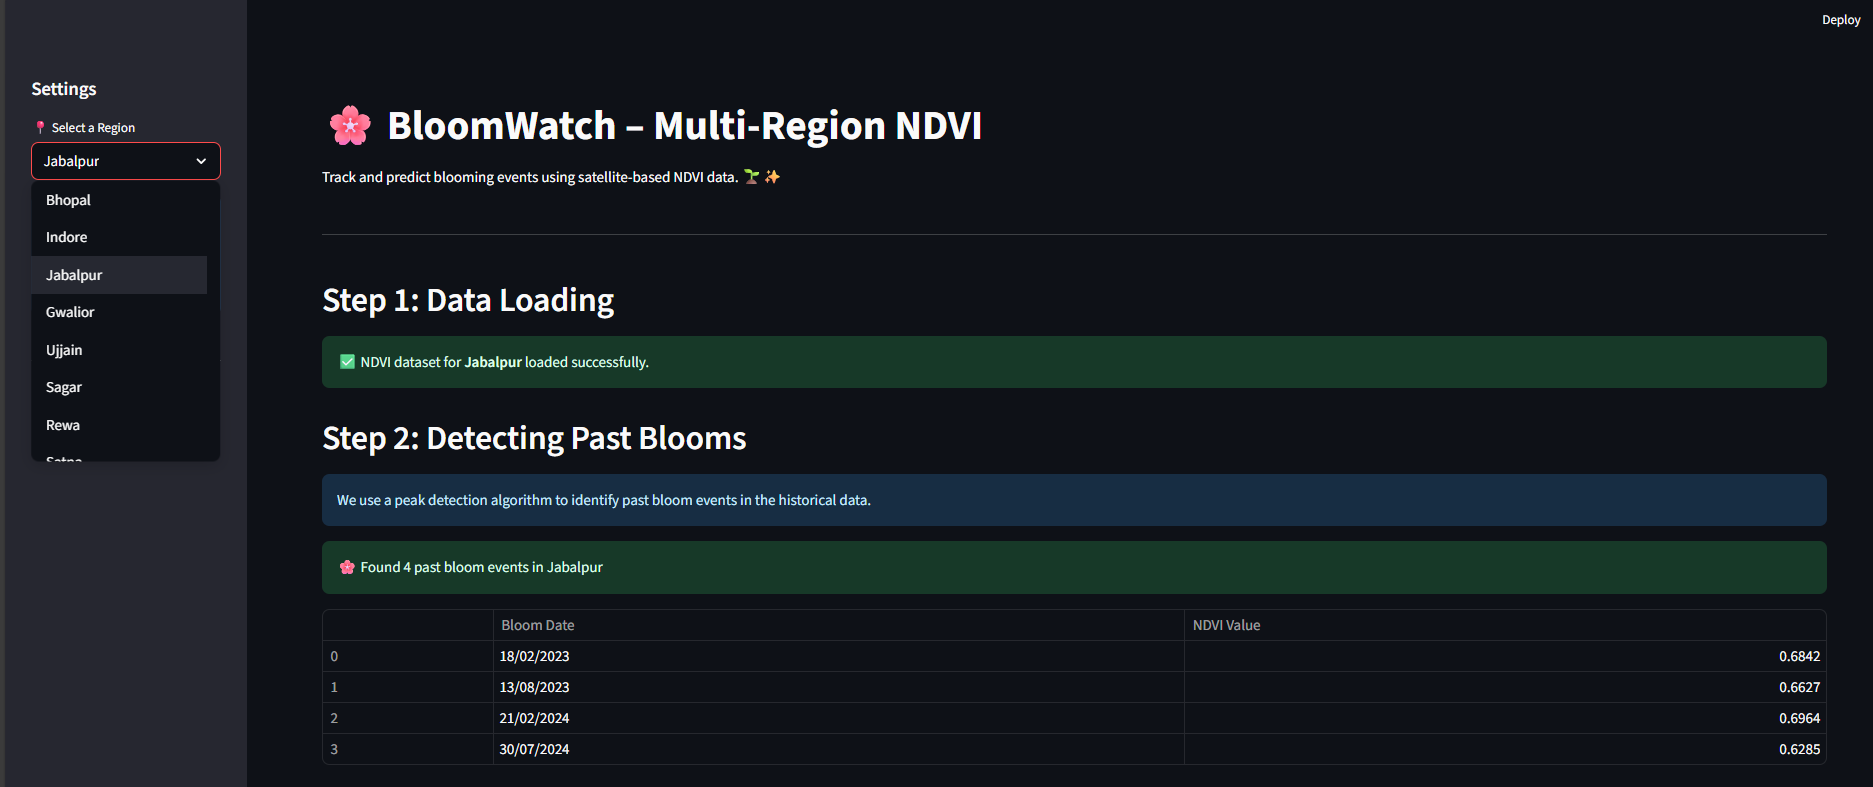 Deploy
Settings
Select a Region
Jabalpur
Bhopal
Indore
Jabalpur
Gwalior
Ujjain
Sagar
Rewa
BloomWatch – Multi-Region NDVI
Track and predict blooming events using satellite-based NDVI data.
Step 1: Data Loading
NDVI dataset for Jabalpur loaded successfully.
Step 2: Detecting Past Blooms
We use a peak detection algorithm to identify past bloom events in the historical data.
Found 4 past bloom events in Jabalpur
Bloom Date NDVI Value
0 18/02/2023 0.6842
1 13/08/2023 0.6627
2 21/02/2024 0.6964
3 30/07/2024 0.6285